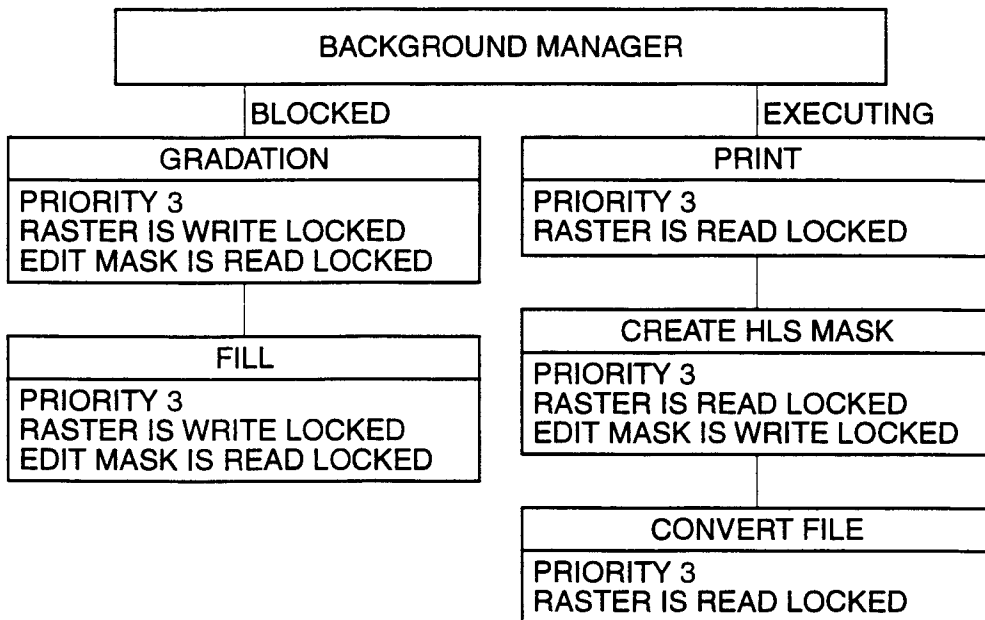 BACKGROUND MANAGER
BLOCKED
GRADATION
PRIORITY 3
RASTER IS WRITE LOCKED
EDIT MASK IS READ LOCKED
FILL
PRIORITY 3
RASTER IS WRITE LOCKED
EDIT MASK IS READ LOCKED
EXECUTING
PRINT
PRIORITY 3
RASTER IS READ LOCKED
CREATE HLS MASK
PRIORITY 3
RASTER IS READ LOCKED
EDIT MASK IS WRITE LOCKED
CONVERT FILE
PRIORITY 3
RASTER IS READ LOCKED